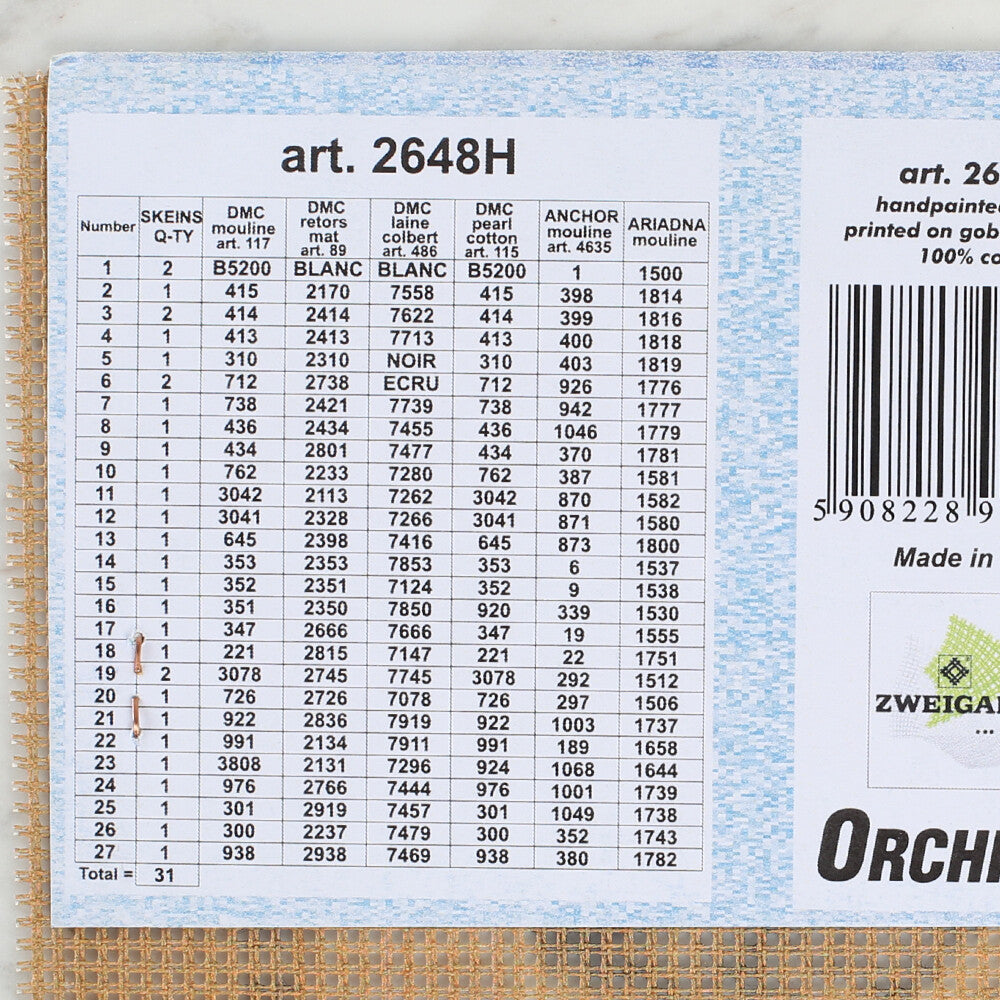 art. 2648H
Number SKEINS Q-TY DMC mouline art. 117 DMC retors mat art. 89 DMC laine colbert art. 486 DMC pearl cotton art. 115 ANCHOR mouline art. 4635 ARIADNA mouline
1 2 B5200 BLANC BLANC B5200 1 1500
2 1 415 2170 7558 415 398 1814
3 2 414 2414 7622 414 399 1816
4 1 413 2413 7713 413 400 1818
5 1 310 2310 NOIR 310 403 1819
6 2 712 2738 ECRU 712 926 1776
7 1 738 2421 7739 738 942 1777
8 1 436 2434 7455 436 1046 1779
9 1 434 2801 7477 434 370 1781
10 1 762 2233 7280 762 387 1581
11 1 3042 2113 7262 3042 870 1582
12 1 3041 2328 7266 3041 871 1580
13 1 645 2398 7416 645 873 1800
14 1 353 2353 7853 353 6 1537
15 1 352 2351 7124 352 9 1538
16 1 351 2350 7850 920 339 1530
17 1 347 2666 7666 347 19 1555
18 1 221 2815 7147 221 22 1751
19 2 3078 2745 7745 3078 292 1512
20 1 726 2726 7078 726 297 1506
21 1 922 2836 7919 922 1003 1737
22 1 991 2134 7911 991 189 1658
23 1 3808 2131 7296 924 1068 1644
24 1 976 2766 7444 976 1001 1739
25 1 301 2919 7457 301 1049 1738
26 1 300 2237 7479 300 352 1743
27 1 938 2938 7469 938 380 1782
Total = 31
art. 26
handpainte
printed on gob
100% co
5 908228 9
Made in
ZWEIGA
...
ORCH